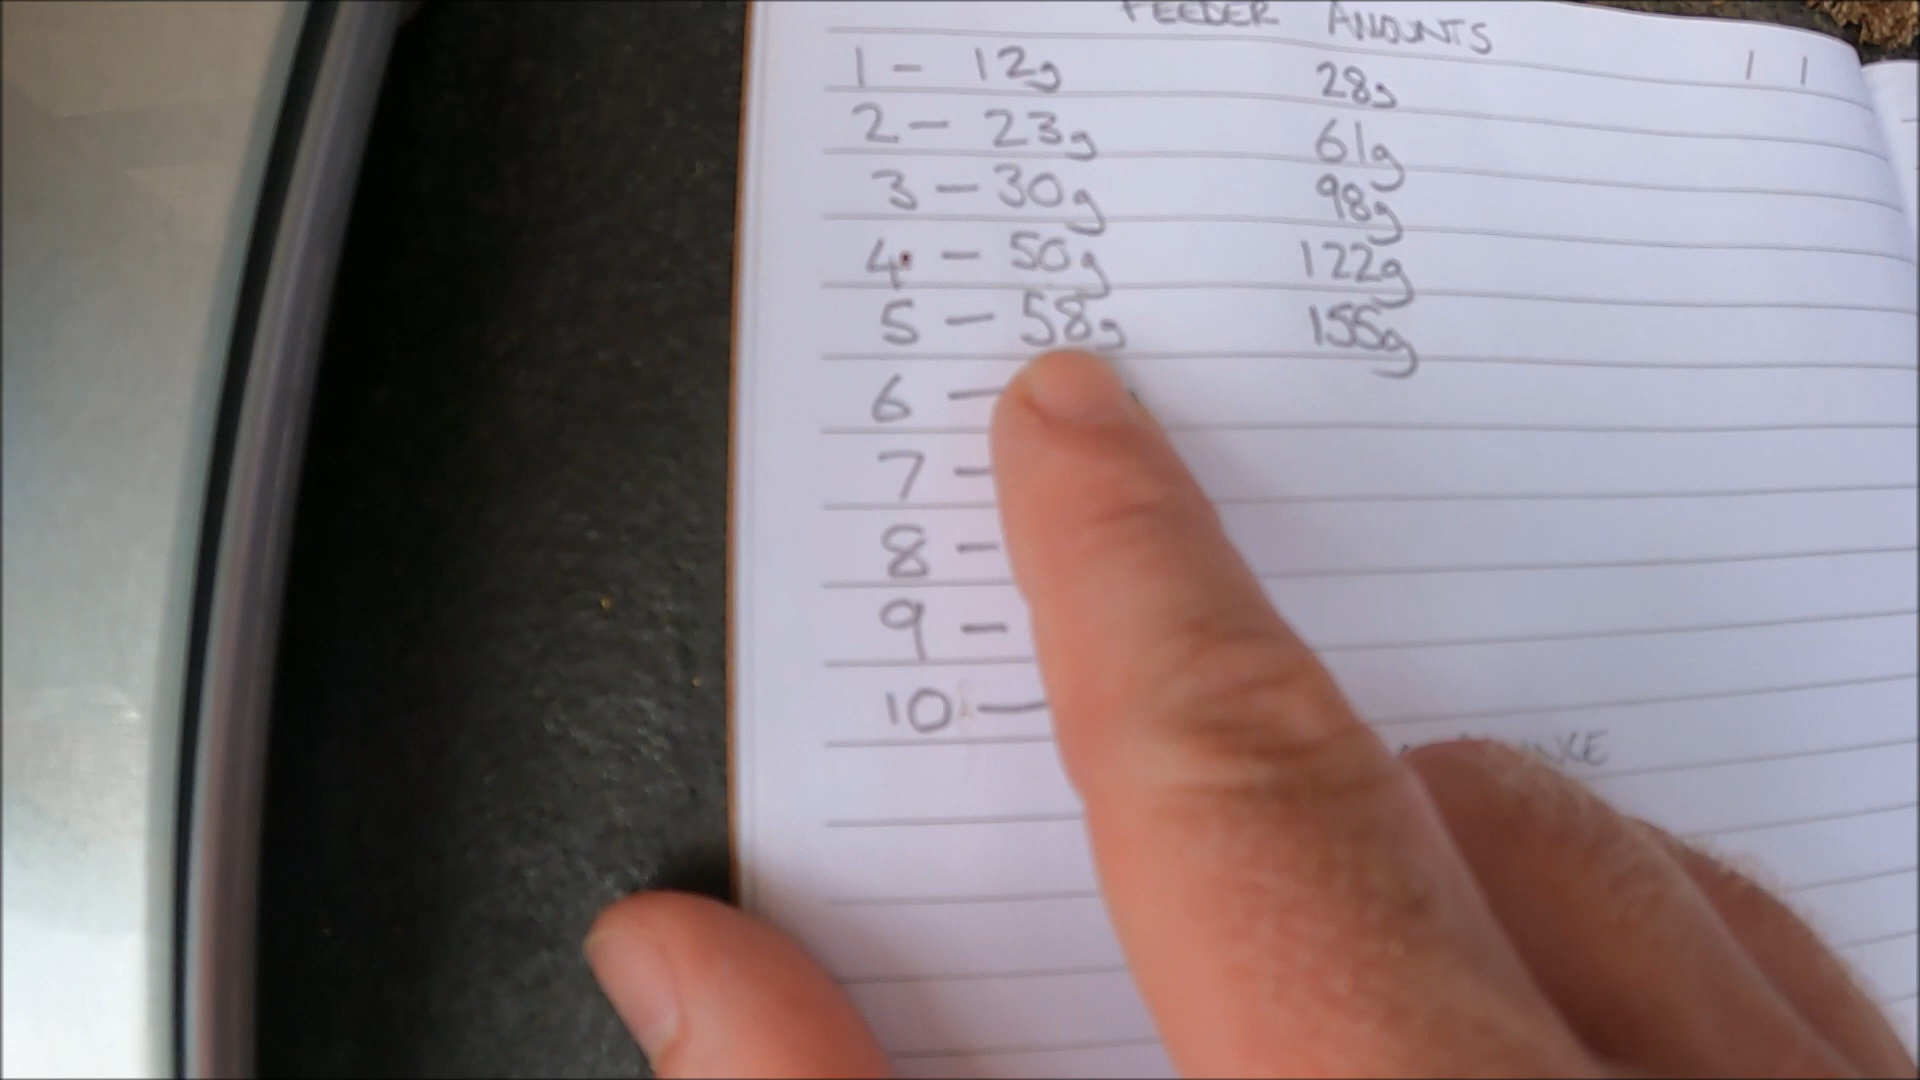 FEEDER AMOUNTS
1 - 12g 28g
2 - 23g 61g
3 - 30g 98g
4 - 50g 122g
5 - 58g 155g
6 -
7 -
8 -
9 -
10 -